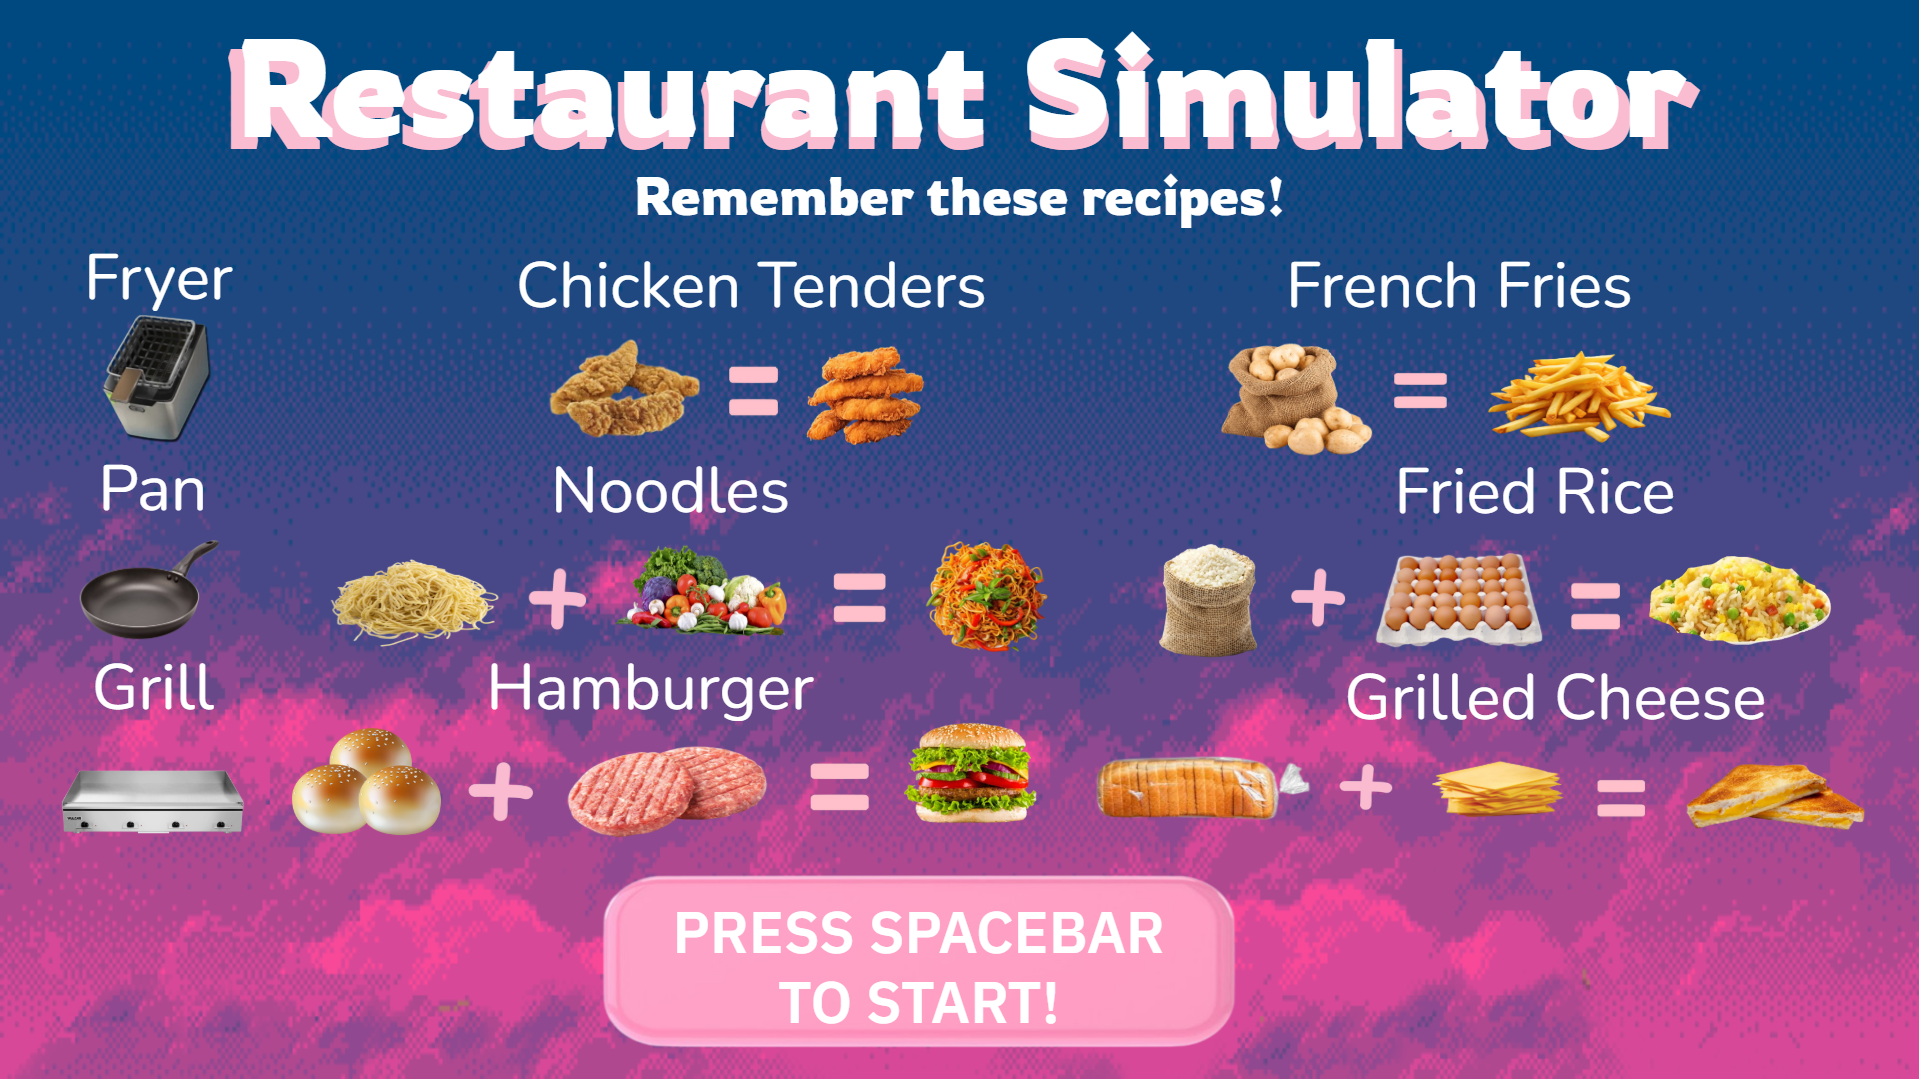 Restaurant Simulator
Remember these recipes!
Fryer
Chicken Tenders
=
French Fries
=
Pan
Noodles
+
=
Fried Rice
+
=
Grill
Hamburger
+
=
Grilled Cheese
+
=
PRESS SPACEBAR
TO START!